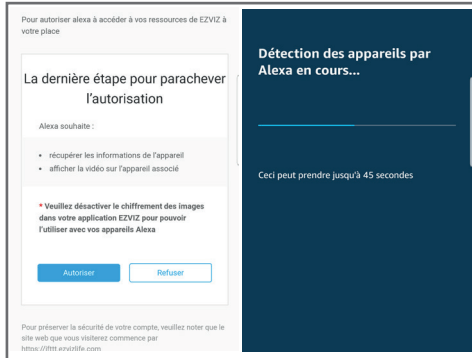 Pour autoriser alexa à accéder à vos ressources de EZVIZ à
votre place
La dernière étape pour parachever
l'autorisation
Alexa souhaite :
• récupérer les informations de l'appareil
• afficher la vidéo sur l'appareil associé
* Veuillez désactiver le chiffrement des images
dans votre application EZVIZ pour pouvoir
l'utiliser avec vos appareils Alexa
Autoriser
Refuser
Pour préserver la sécurité de votre compte, veuillez noter que le
site web que vous visiterez commence par
https://ifttt.ezvizlife.com
Détection des appareils par
Alexa en cours...
Ceci peut prendre jusqu'à 45 secondes